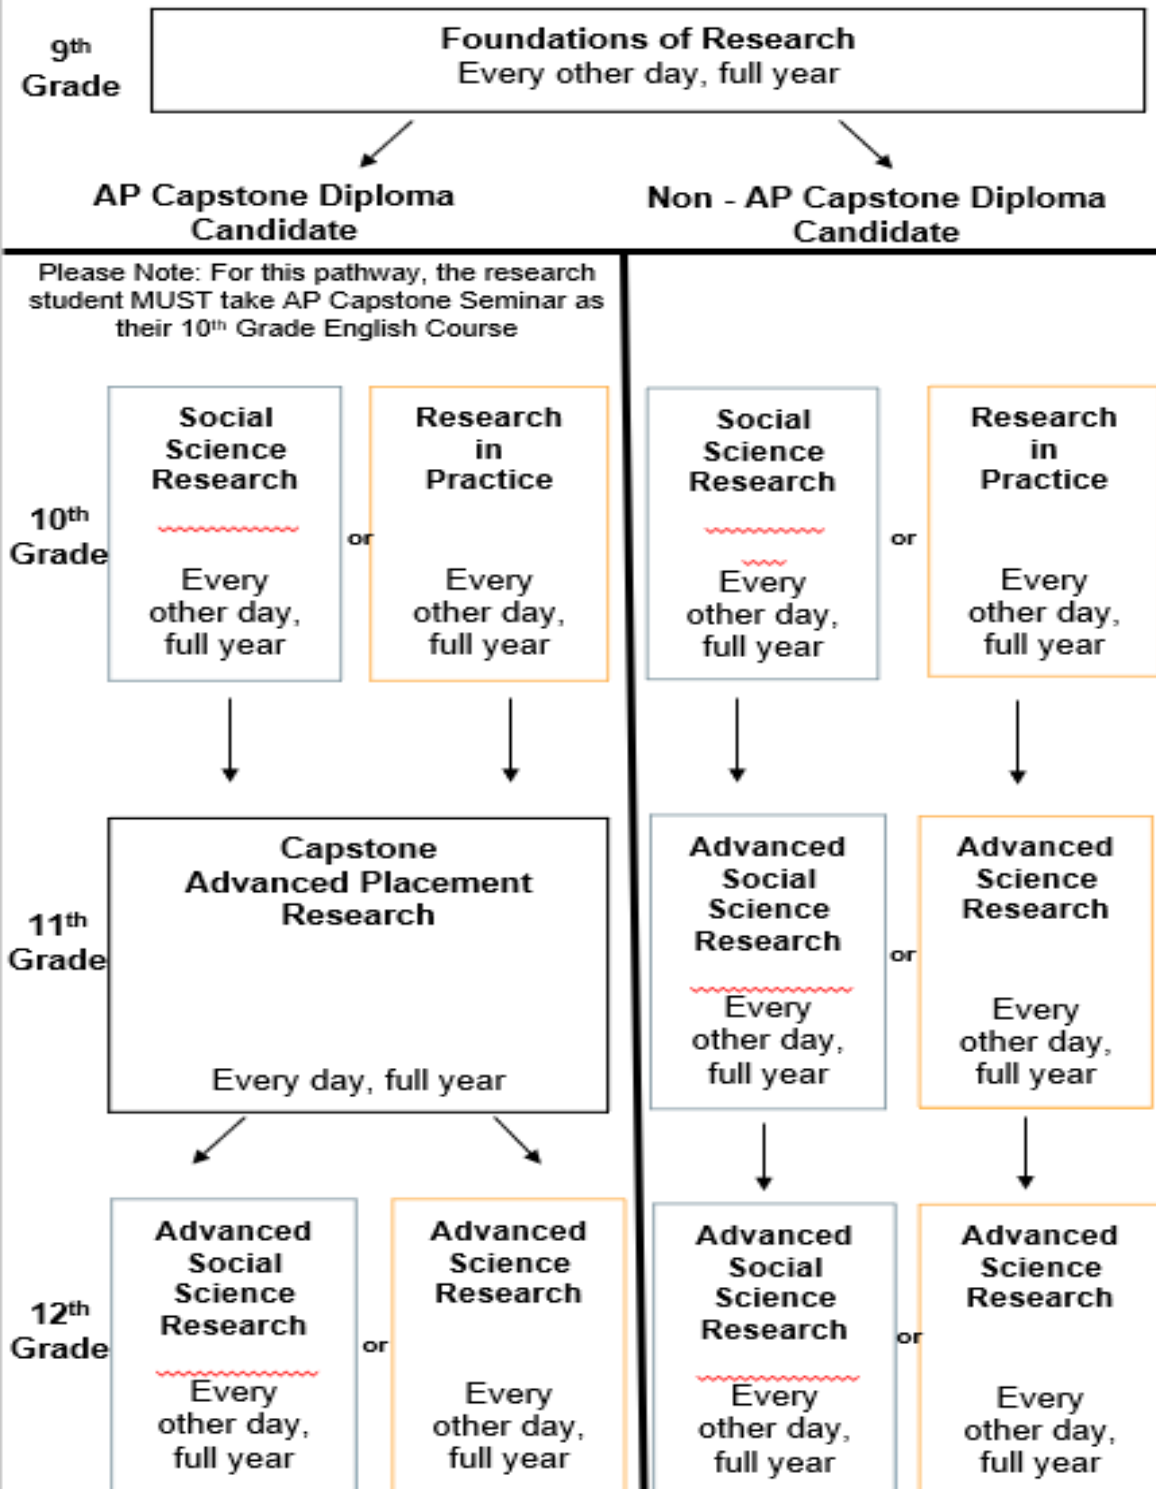 9th
Grade
Foundations of Research
Every other day, full year
AP Capstone Diploma
Candidate
Non - AP Capstone Diploma
Candidate
Please Note: For this pathway, the research
student MUST take AP Capstone Seminar as
their 10th Grade English Course
10th
Grade
Social
Science
Research
Every
other day,
full year
or
Research
in
Practice
Every
other day,
full year
Social
Science
Research
Every
other day,
full year
or
Research
in
Practice
Every
other day,
full year
11th
Grade
Capstone
Advanced Placement
Research
Every day, full year
Advanced
Social
Science
Research
Every
other day,
full year
or
Advanced
Science
Research
Every
other day,
full year
12th
Grade
Advanced
Social
Science
Research
Every
other day,
full year
or
Advanced
Science
Research
Every
other day,
full year
Advanced
Social
Science
Research
Every
other day,
full year
or
Advanced
Science
Research
Every
other day,
full year